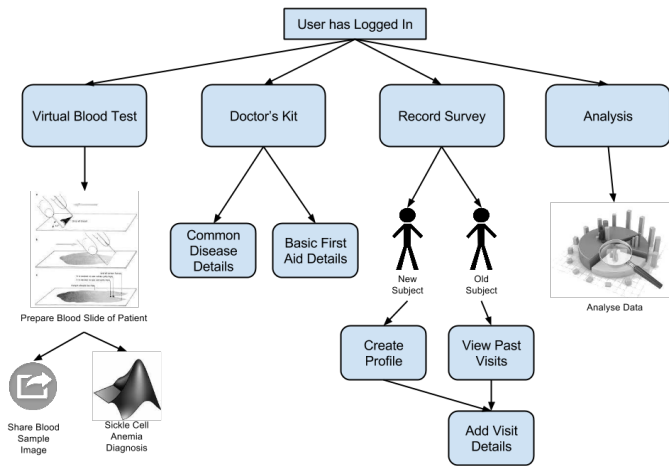 User has Logged In
Virtual Blood Test
Doctor's Kit
Record Survey
Analysis
Common
Disease
Details
Basic First
Aid Details
New
Subject
Old
Subject
Analyse Data
Prepare Blood Slide of Patient
Create
Profile
View Past
Visits
Share Blood
Sample
Image
Sickle Cell
Anemia
Diagnosis
Add Visit
Details